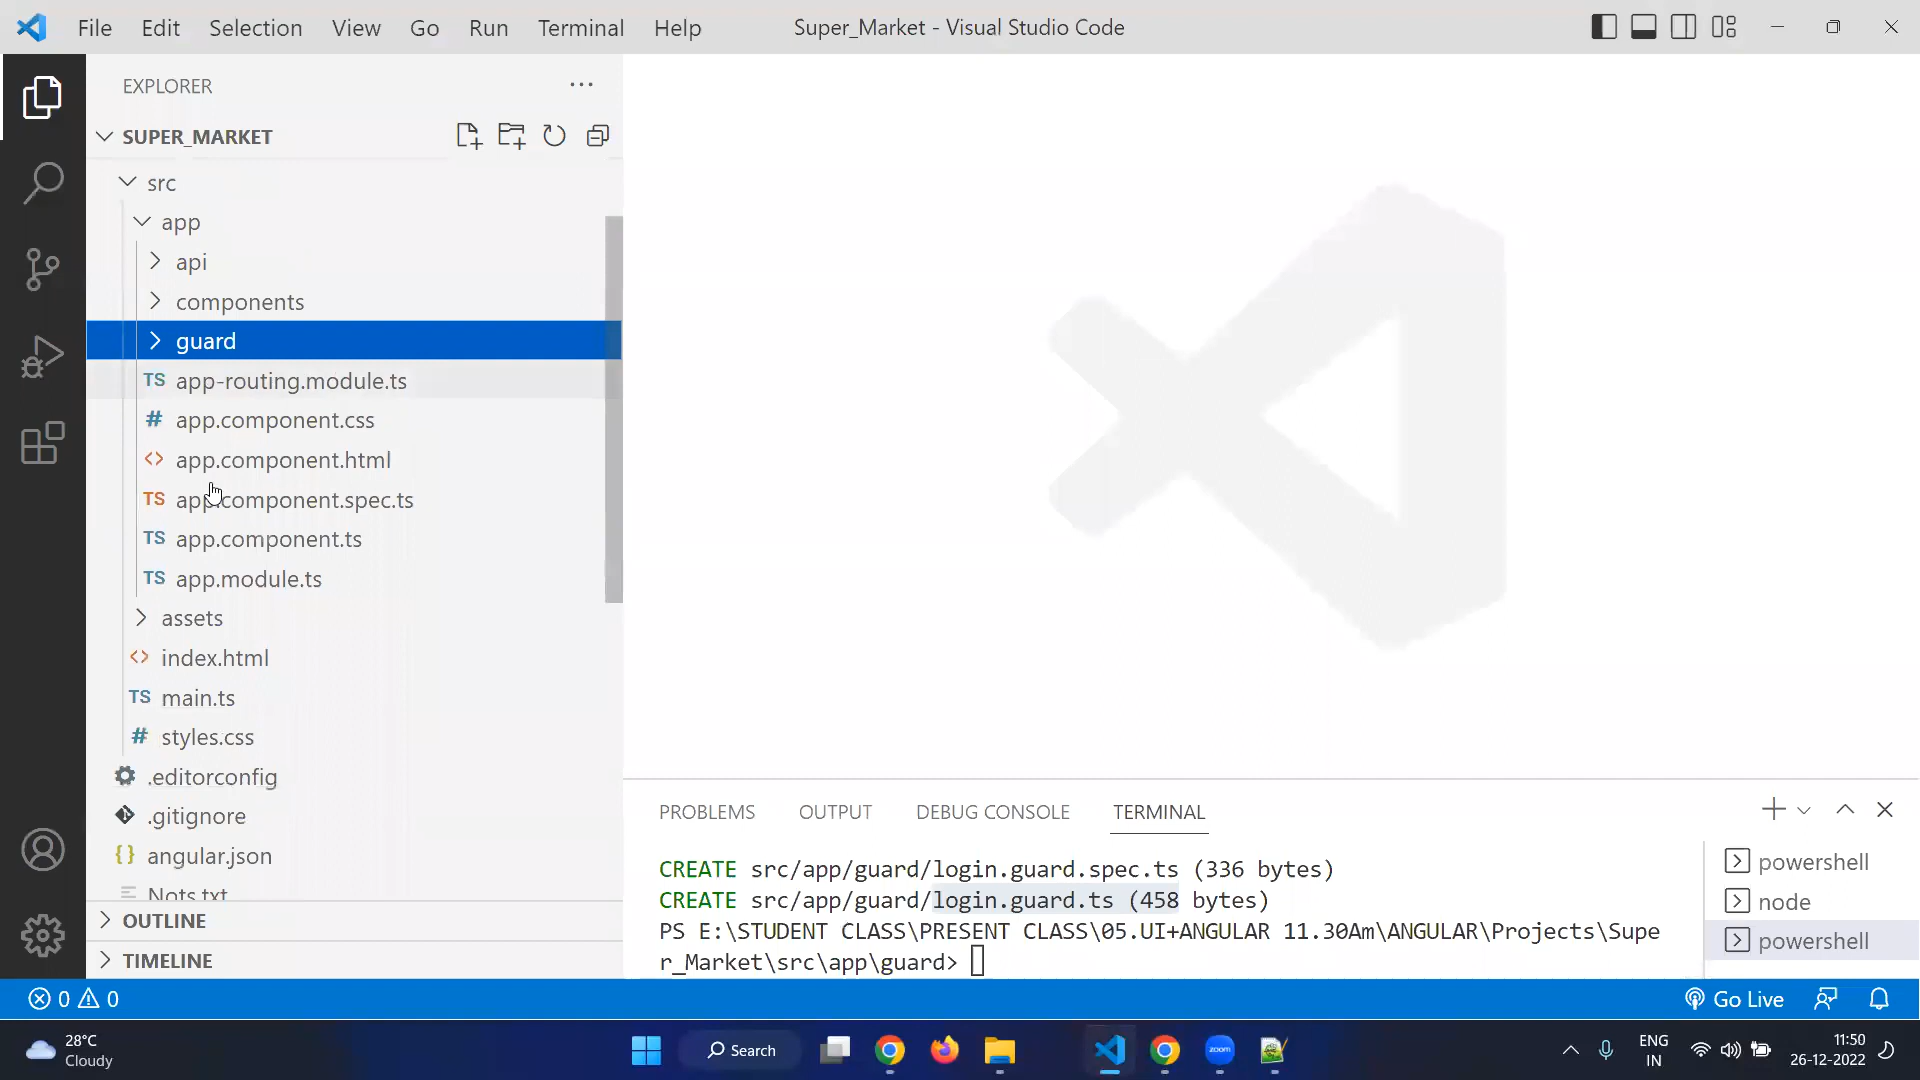 File Edit Selection View Go Run Terminal Help
Super_Market - Visual Studio Code
EXPLORER
SUPER_MARKET
src
app
api
components
guard
TS app-routing.module.ts
# app.component.css
<> app.component.html
TS app.component.spec.ts
TS app.component.ts
TS app.module.ts
assets
<> index.html
TS main.ts
# styles.css
.editorconfig
.gitignore
{} angular.json
Nots.txt
OUTLINE
TIMELINE
PROBLEMS OUTPUT DEBUG CONSOLE TERMINAL
CREATE src/app/guard/login.guard.spec.ts (336 bytes)
CREATE src/app/guard/login.guard.ts (458 bytes)
PS E:\STUDENT CLASS\PRESENT CLASS\05.UI+ANGULAR 11.30Am\ANGULAR\Projects\Supe
r_Market\src\app\guard>
powershell
node
powershell
0 0
Go Live
28°C
Cloudy
Search
zoom
ENG
IN
11:50
26-12-2022